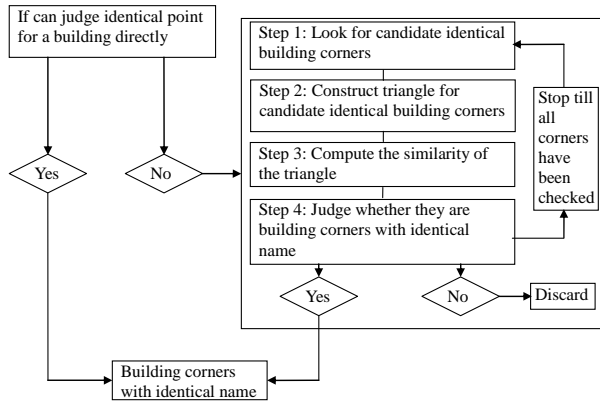 If can judge identical point
for a building directly
Yes
No
Step 1: Look for candidate identical
building corners
Step 2: Construct triangle for
candidate identical building corners
Step 3: Compute the similarity of
the triangle
Step 4: Judge whether they are
building corners with identical
name
Stop till
all
corners
have
been
checked
Yes
No
Discard
Building corners
with identical name